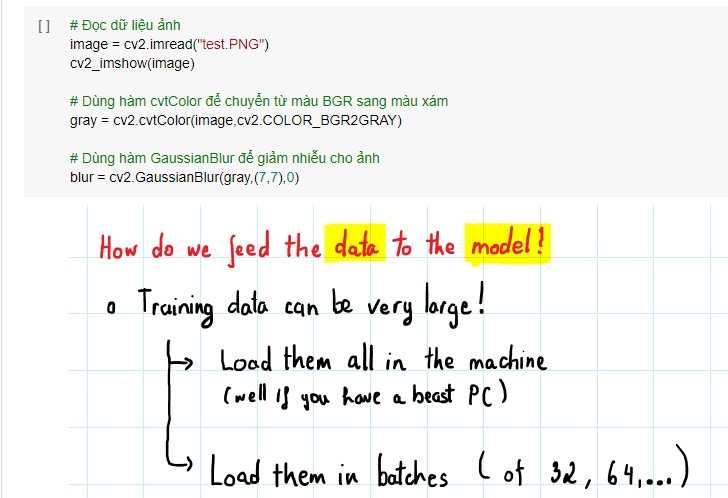 [ ] # Đọc dữ liệu ảnh
image = cv2.imread("test.PNG")
cv2_imshow(image)
# Dùng hàm cvtColor để chuyển từ màu BGR sang màu xám
gray = cv2.cvtColor(image,cv2.COLOR_BGR2GRAY)
# Dùng hàm GaussianBlur để giảm nhiễu cho ảnh
blur = cv2.GaussianBlur(gray,(7,7),0)
How do we feed the data to the model?
o Training data can be very large!
→ Load them all in the machine
(well if you have a beast PC)
→ Load them in batches (of 32, 64,...)